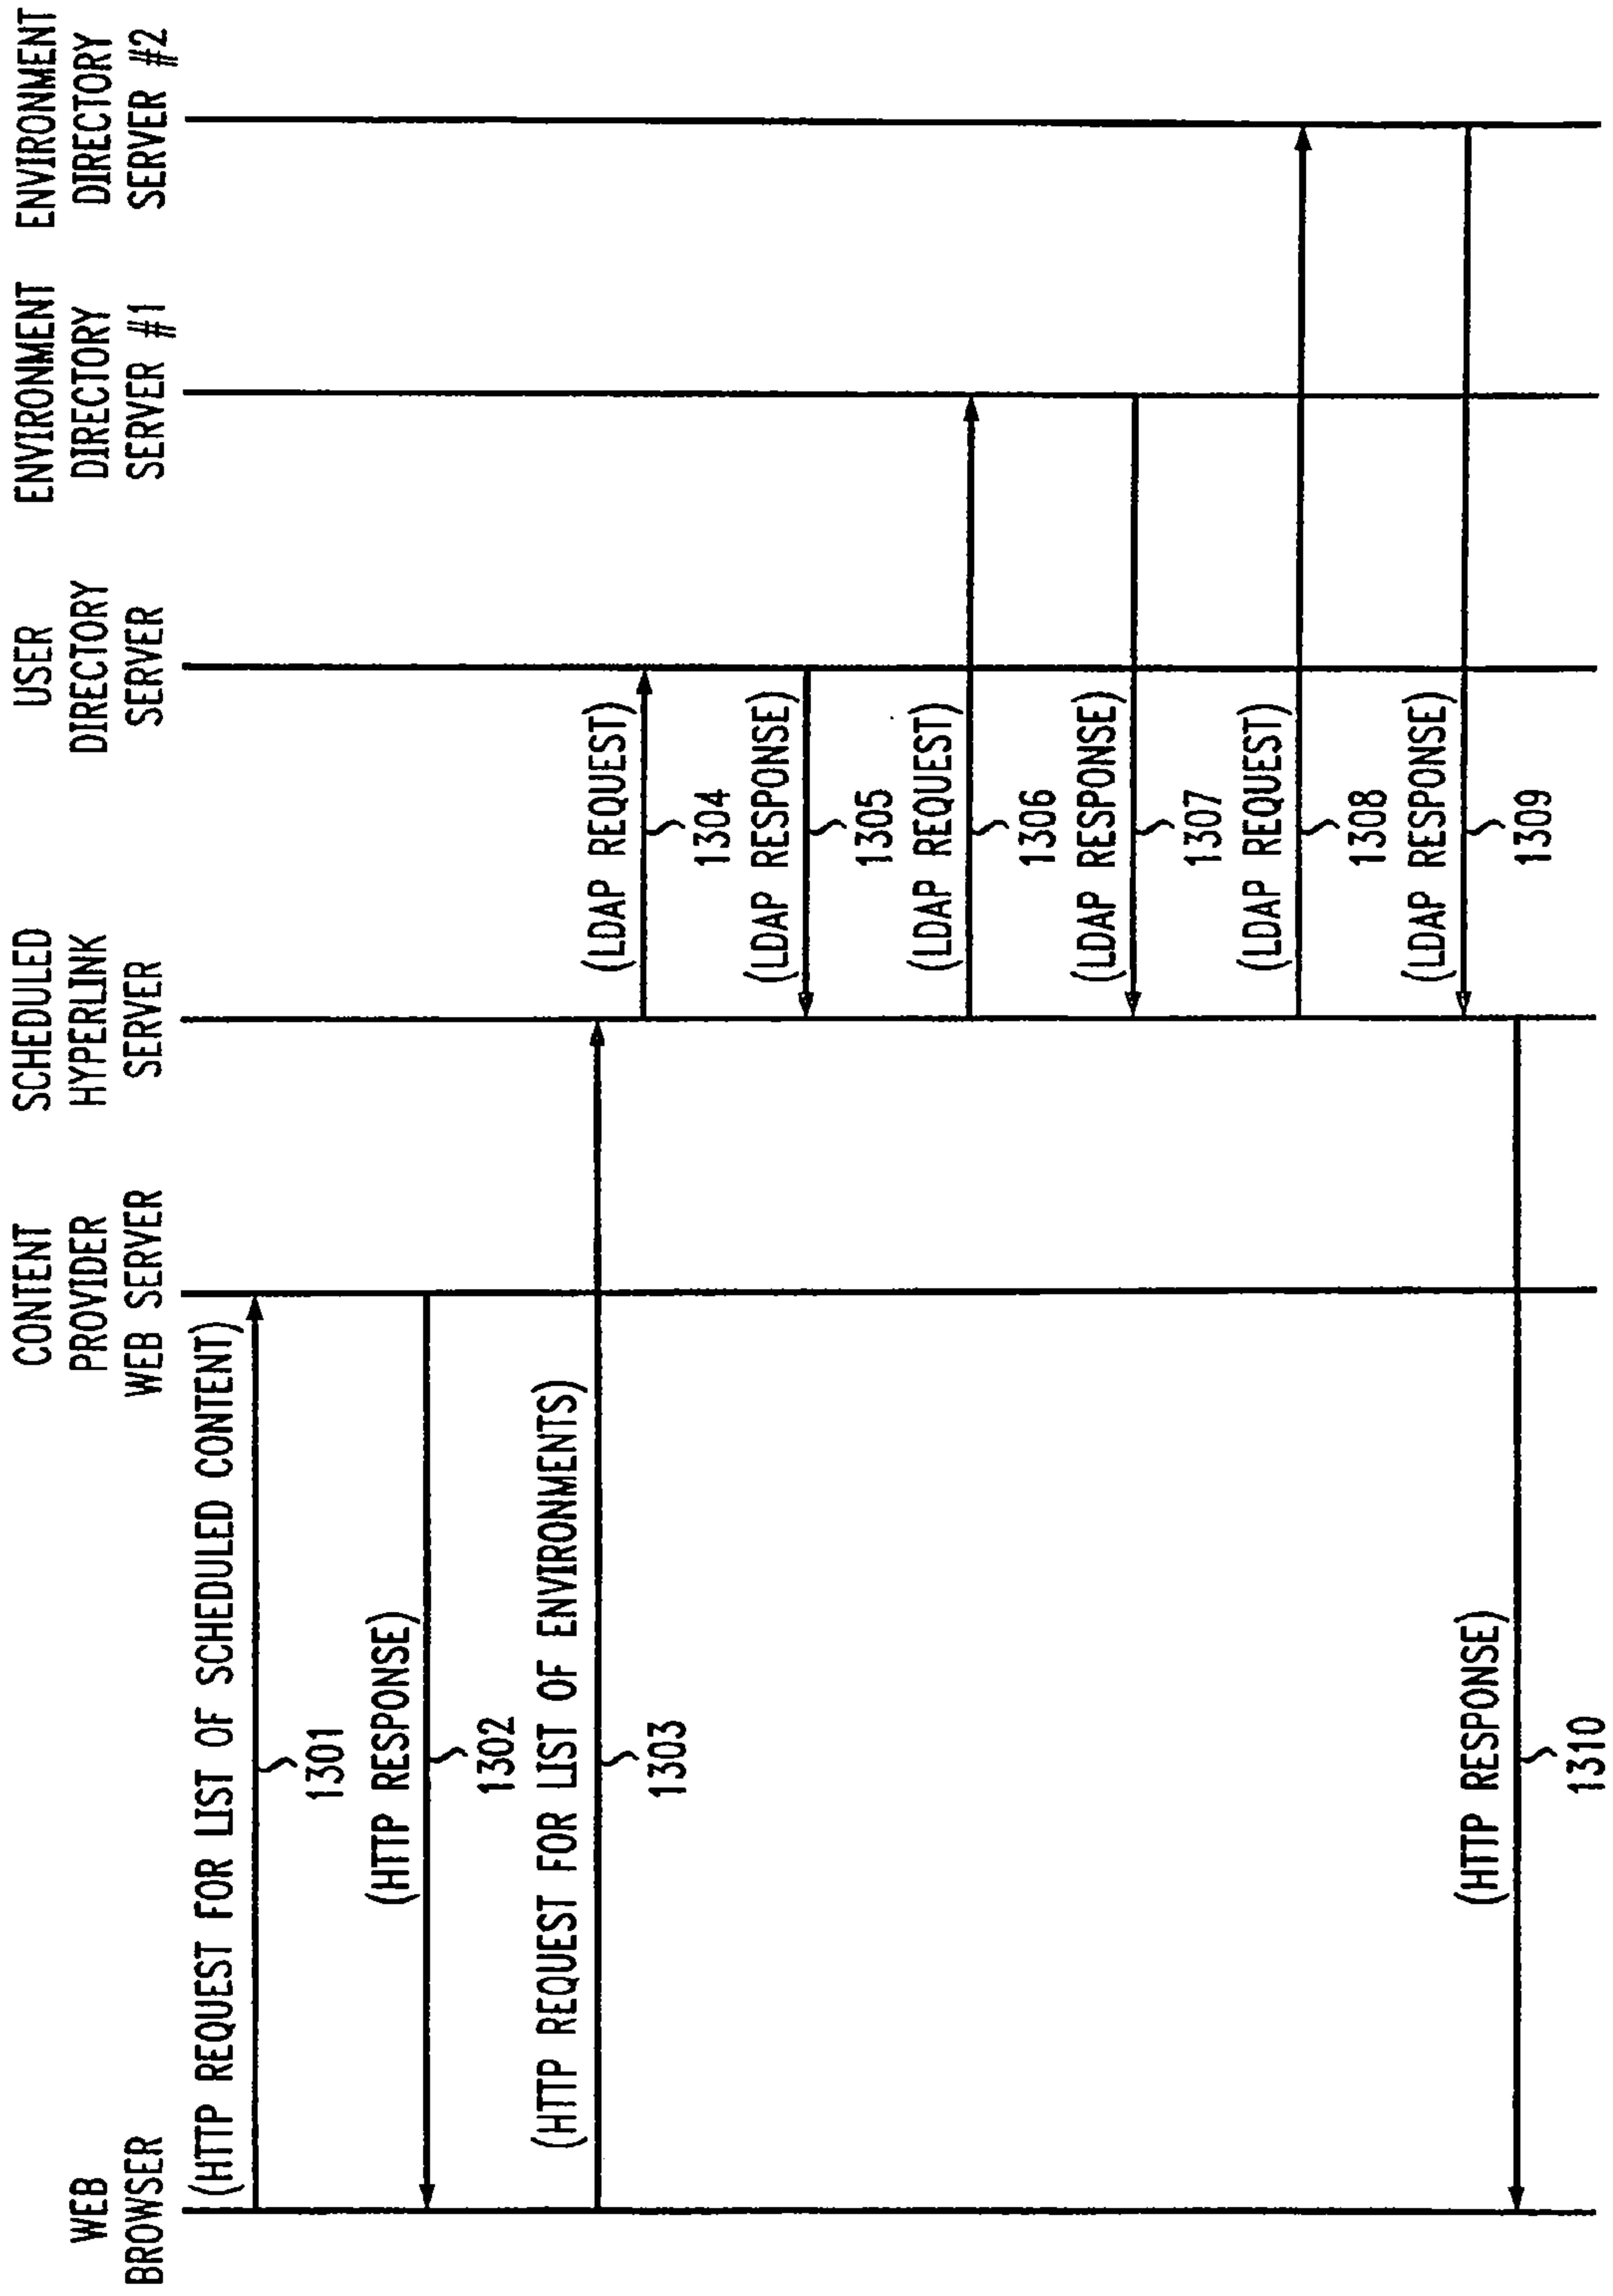 WEB
BROWSER
CONTENT
PROVIDER
WEB SERVER
SCHEDULED
HYPERLINK
SERVER
USER
DIRECTORY
SERVER
ENVIRONMENT
DIRECTORY
SERVER #1
ENVIRONMENT
DIRECTORY
SERVER #2
(HTTP REQUEST FOR LIST OF SCHEDULED CONTENT)
1301
(HTTP RESPONSE)
1302
(HTTP REQUEST FOR LIST OF ENVIRONMENTS)
1303
(LDAP REQUEST)
1304
(LDAP RESPONSE)
1305
(LDAP REQUEST)
1306
(LDAP RESPONSE)
1307
(LDAP REQUEST)
1308
(LDAP RESPONSE)
1309
(HTTP RESPONSE)
1310